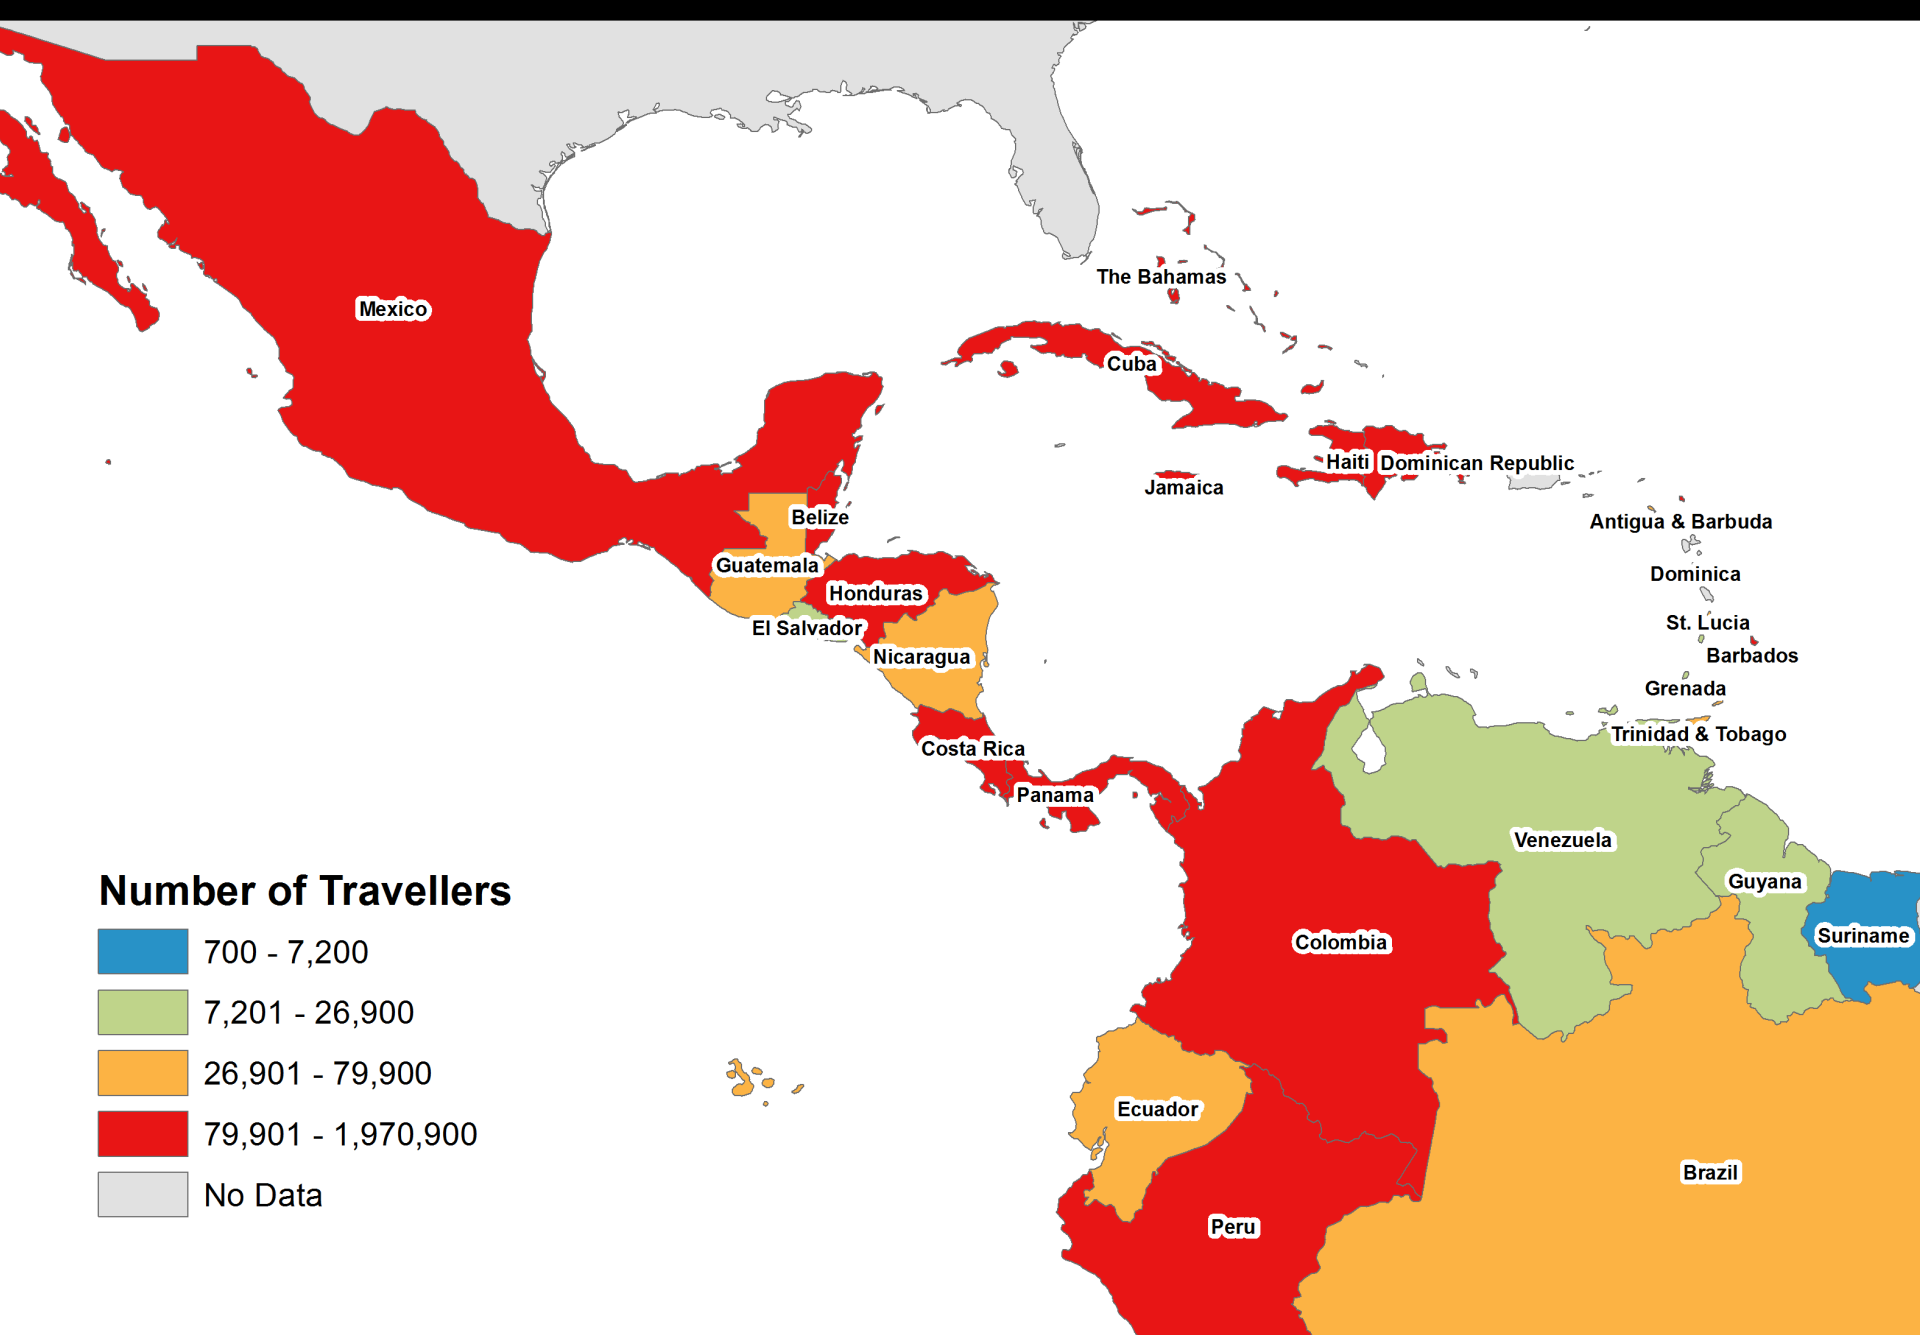 The Bahamas
Mexico
Cuba
Haiti
Dominican Republic
Jamaica
Belize
Antigua & Barbuda
Guatemala
Dominica
Honduras
St. Lucia
El Salvador
Nicaragua
Barbados
Grenada
Trinidad & Tobago
Costa Rica
Panama
Venezuela
Guyana
Suriname
Colombia
Ecuador
Brazil
Peru
Number of Travellers
700 - 7,200
7,201 - 26,900
26,901 - 79,900
79,901 - 1,970,900
No Data